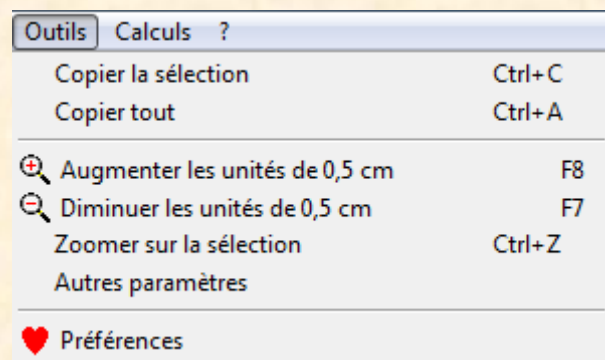 Outils Calculs ?
Copier la sélection Ctrl+C
Copier tout Ctrl+A
Augmenter les unités de 0,5 cm F8
Diminuer les unités de 0,5 cm F7
Zoomer sur la sélection Ctrl+Z
Autres paramètres
Préférences